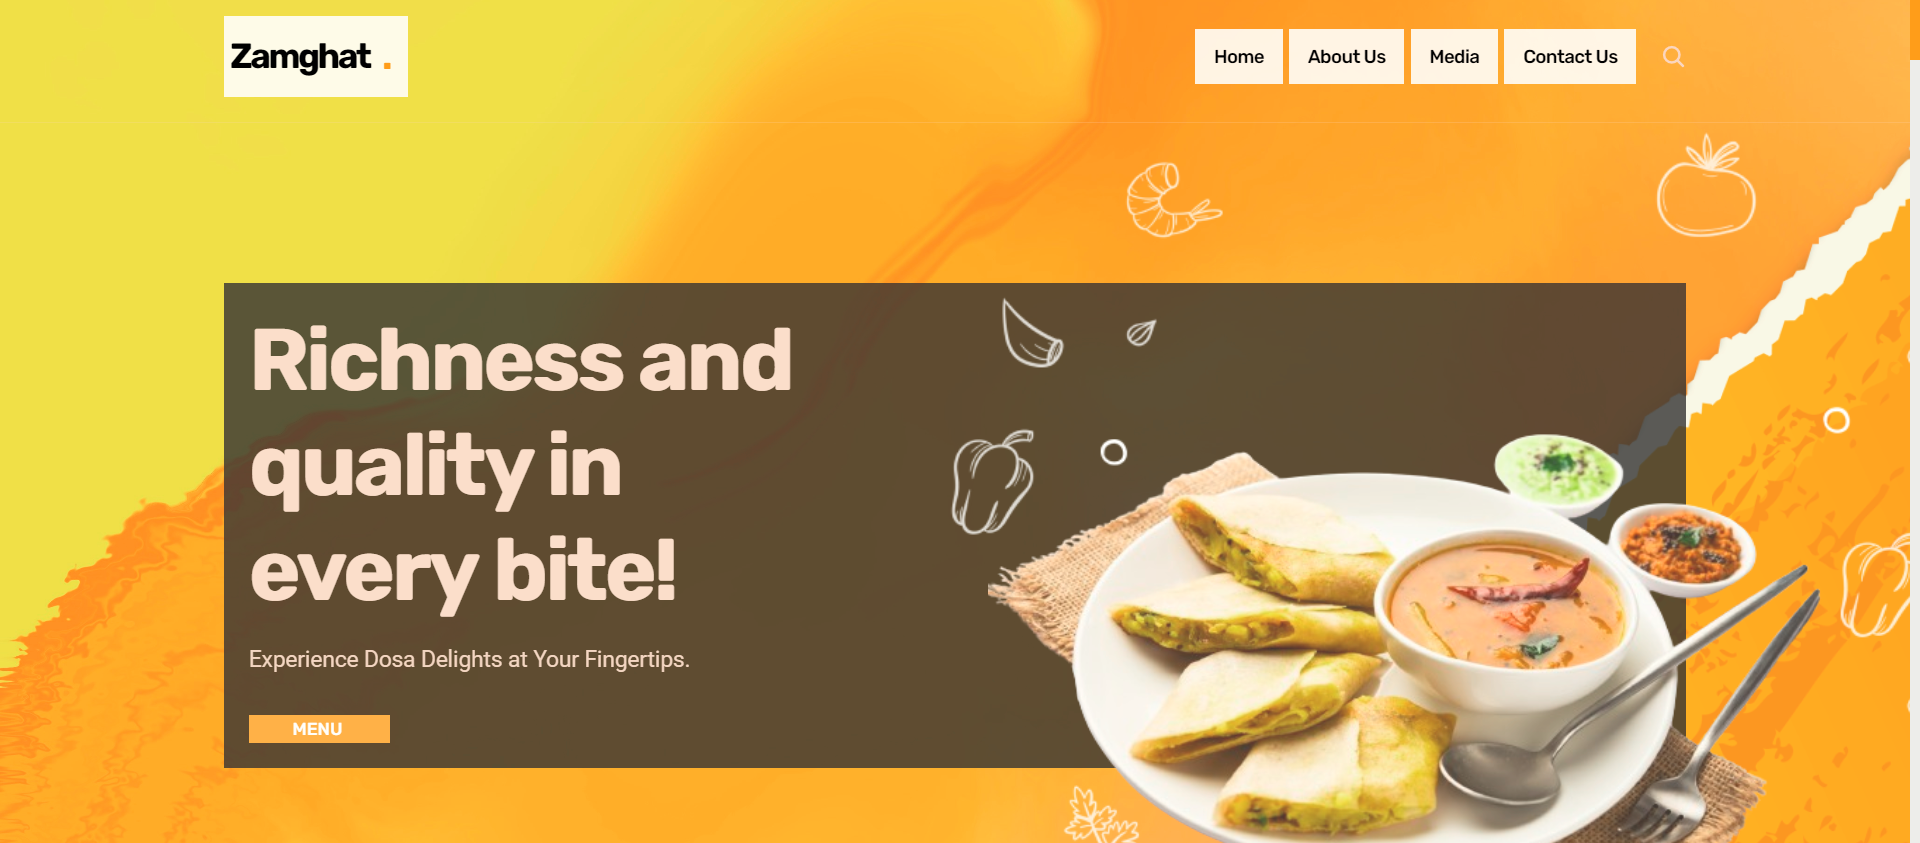 Zamghat .
Home About Us Media Contact Us
Richness and
quality in
every bite!
Experience Dosa Delights at Your Fingertips.
MENU